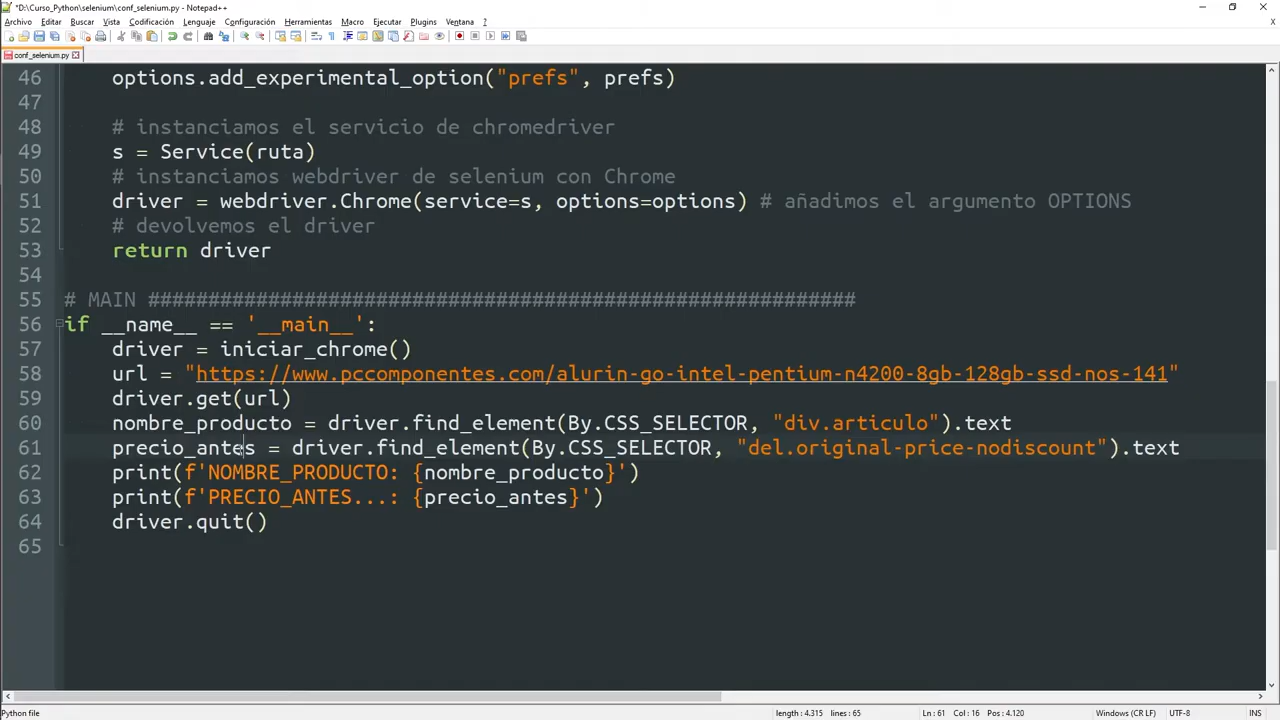 *D:\Curso_Python\selenium\conf_selenium.py - Notepad++
Archivo Editar Buscar Vista Codificación Lenguaje Configuración Herramientas Macro Ejecutar Plugins Ventana ?
conf_selenium.py
46 options.add_experimental_option("prefs", prefs)
47
48 # instanciamos el servicio de chromedriver
49 s = Service(ruta)
50 # instanciamos webdriver de selenium con Chrome
51 driver = webdriver.Chrome(service=s, options=options) # añadimos el argumento OPTIONS
52 # devolvemos el driver
53 return driver
54
55 # MAIN ###########################################################
56 if __name__ == '__main__':
57 driver = iniciar_chrome()
58 url = "https://www.pccomponentes.com/alurin-go-intel-pentium-n4200-8gb-128gb-ssd-nos-141"
59 driver.get(url)
60 nombre_producto = driver.find_element(By.CSS_SELECTOR, "div.articulo").text
61 precio_antes = driver.find_element(By.CSS_SELECTOR, "del.original-price-nodiscount").text
62 print(f'NOMBRE_PRODUCTO: {nombre_producto}')
63 print(f'PRECIO_ANTES...: {precio_antes}')
64 driver.quit()
65
Python file length : 4.315 lines : 65 Ln : 61 Col : 16 Pos : 4.120 Windows (CR LF) UTF-8 INS